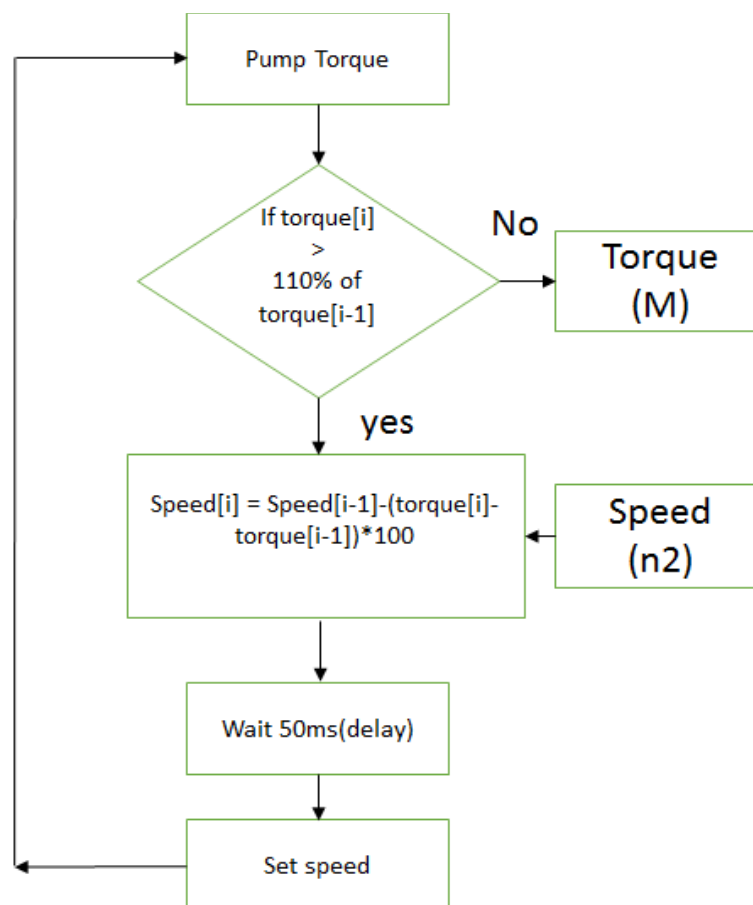 Pump Torque
If torque[i]
>
110% of
torque[i-1]
No
Torque
(M)
yes
Speed[i] = Speed[i-1]-(torque[i]-
torque[i-1])*100
Speed
(n2)
Wait 50ms(delay)
Set speed